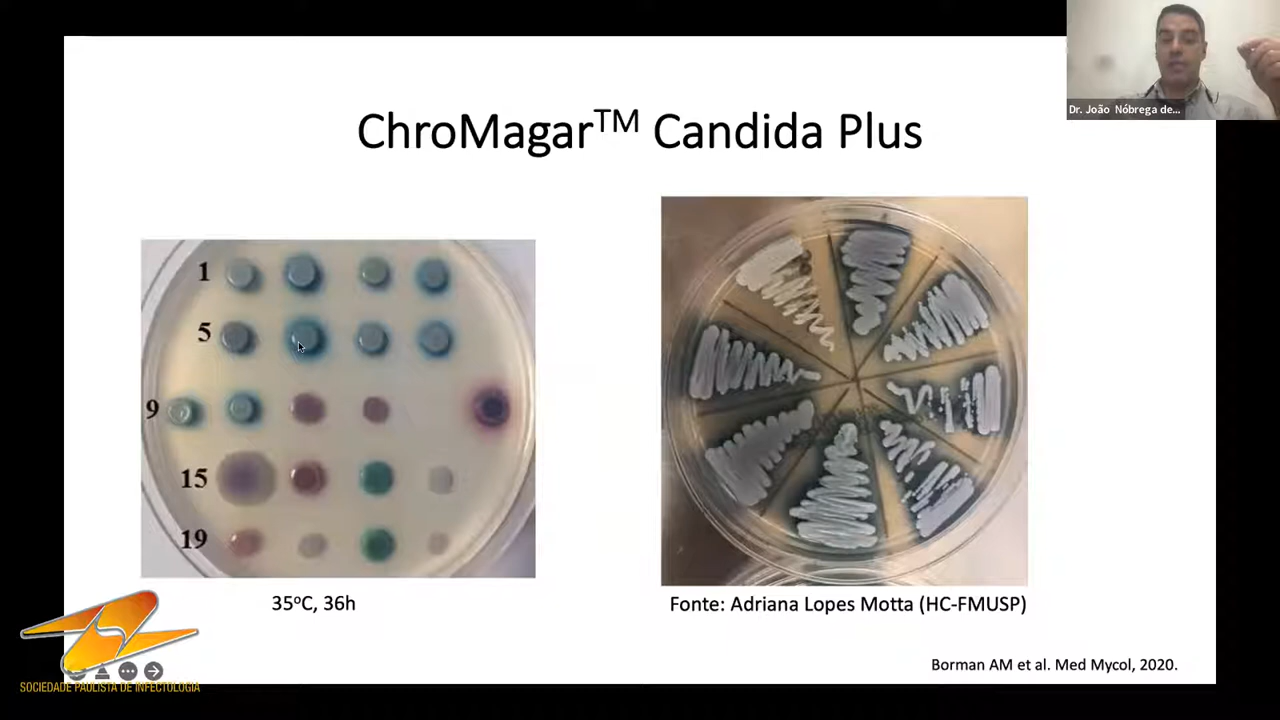 Dr. João Nóbrega de...
ChroMagar™ Candida Plus
1
5
9
15
19
35ºC, 36h
Fonte: Adriana Lopes Motta (HC-FMUSP)
Borman AM et al. Med Mycol, 2020.
SOCIEDADE PAULISTA DE INFECTOLOGIA